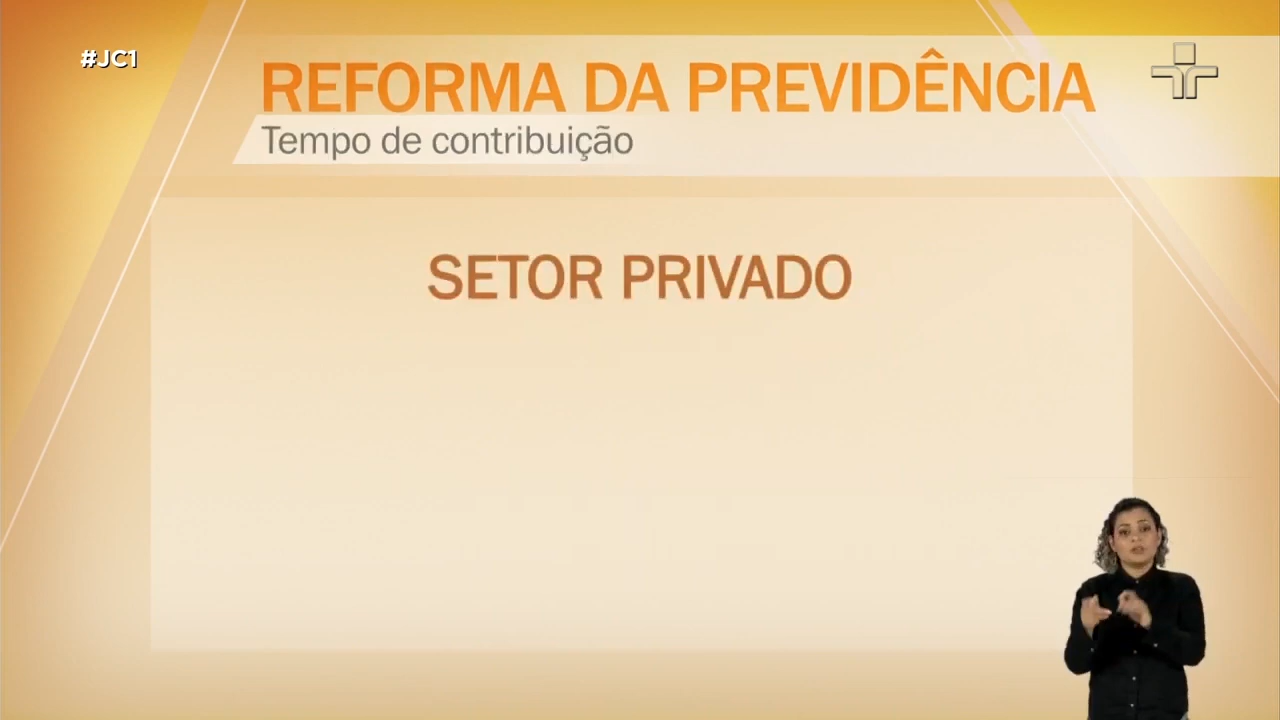 #JC1
REFORMA DA PREVIDÊNCIA
Tempo de contribuição
SETOR PRIVADO